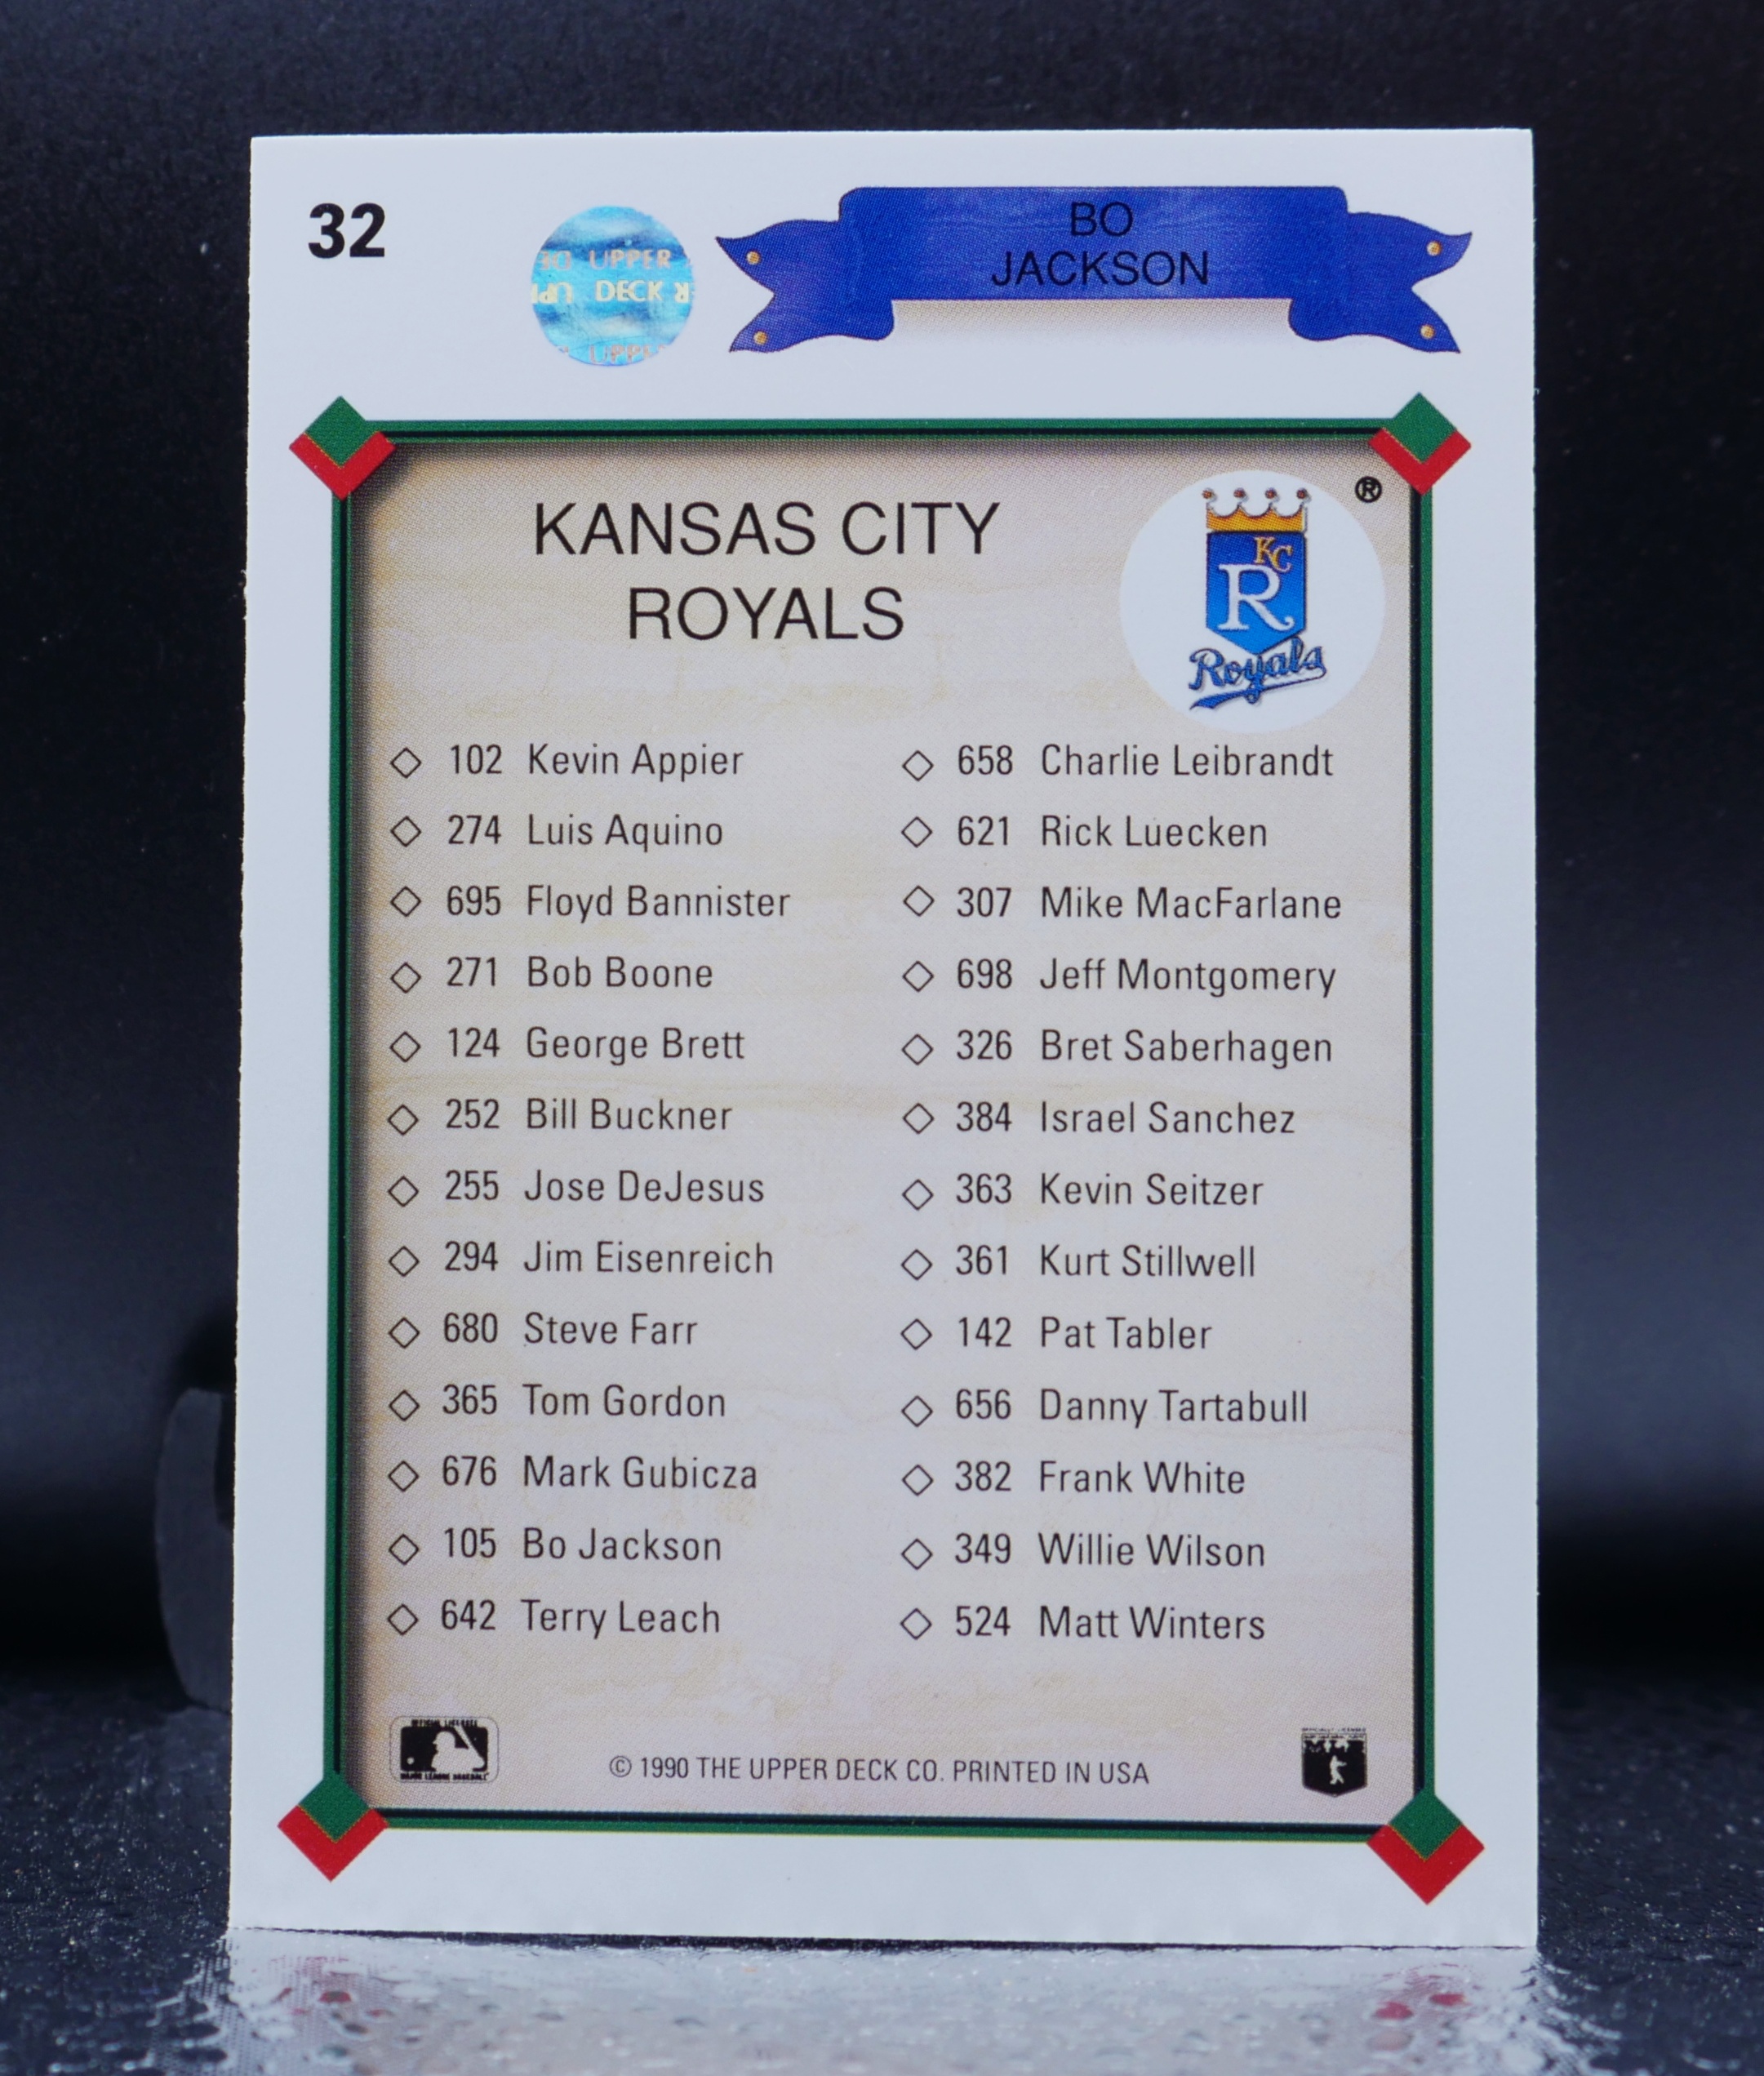 32
UPPER DE
UPPER DECK
UPPER
BO
JACKSON
KANSAS CITY
ROYALS
®
KC
R
Royals
102 Kevin Appier
274 Luis Aquino
695 Floyd Bannister
271 Bob Boone
124 George Brett
252 Bill Buckner
255 Jose DeJesus
294 Jim Eisenreich
680 Steve Farr
365 Tom Gordon
676 Mark Gubicza
105 Bo Jackson
642 Terry Leach
658 Charlie Leibrandt
621 Rick Luecken
307 Mike MacFarlane
698 Jeff Montgomery
326 Bret Saberhagen
384 Israel Sanchez
363 Kevin Seitzer
361 Kurt Stillwell
142 Pat Tabler
656 Danny Tartabull
382 Frank White
349 Willie Wilson
524 Matt Winters
© 1990 THE UPPER DECK CO. PRINTED IN USA